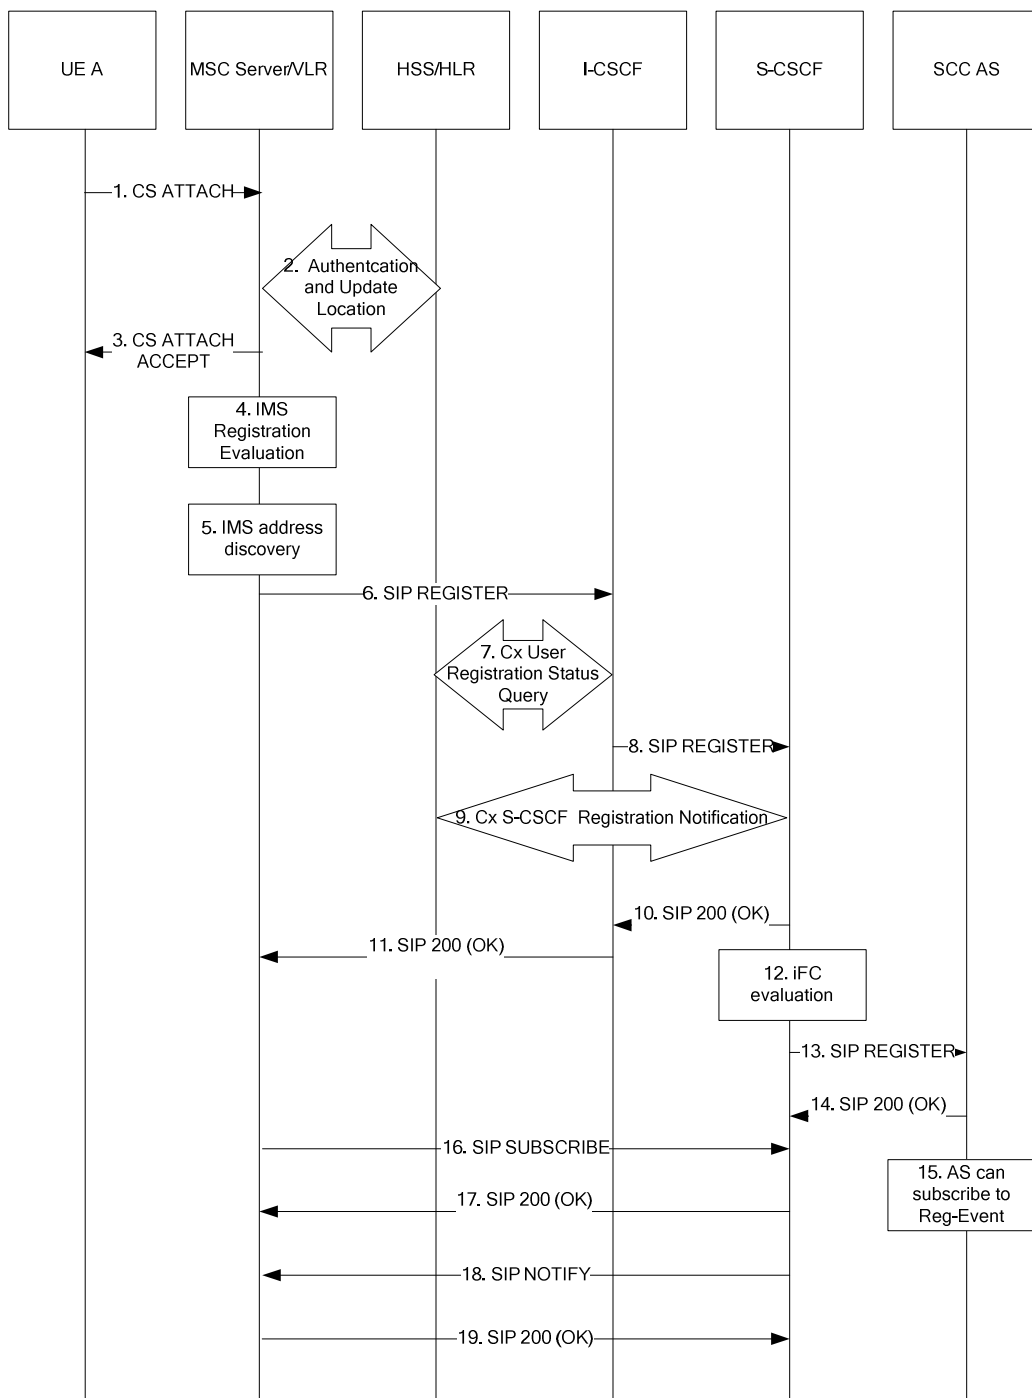 UE A
MSC Server/VLR
HSS/HLR
I-CSCF
S-CSCF
SCC AS
1. CS ATTACH
2. Authentcation
and Update
Location
3. CS ATTACH
ACCEPT
4. IMS
Registration
Evaluation
5. IMS address
discovery
6. SIP REGISTER
7. Cx User
Registration Status
Query
8. SIP REGISTER
9. Cx S-CSCF Registration Notification
10. SIP 200 (OK)
11. SIP 200 (OK)
12. iFC
evaluation
13. SIP REGISTER
14. SIP 200 (OK)
16. SIP SUBSCRIBE
15. AS can
subscribe to
Reg-Event
17. SIP 200 (OK)
18. SIP NOTIFY
19. SIP 200 (OK)